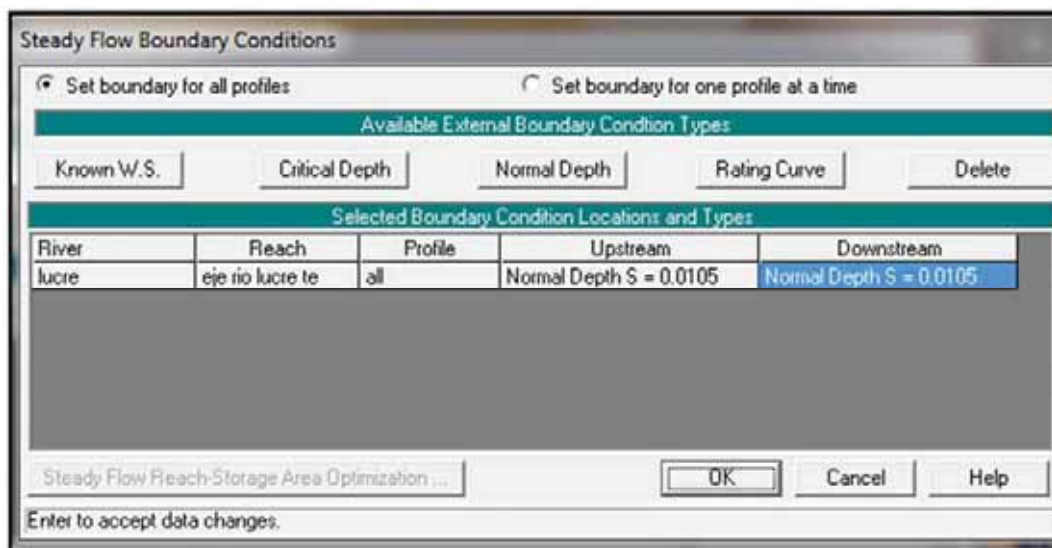 Steady Flow Boundary Conditions
Set boundary for all profiles Set boundary for one profile at a time
Available External Boundary Condtion Types
Known W.S. Critical Depth Normal Depth Rating Curve Delete
Selected Boundary Condition Locations and Types
River Reach Profile Upstream Downstream
lucre eje rio lucre te all Normal Depth S = 0.0105 Normal Depth S = 0.0105
Steady Flow Reach-Storage Area Optimization ... OK Cancel Help
Enter to accept data changes.